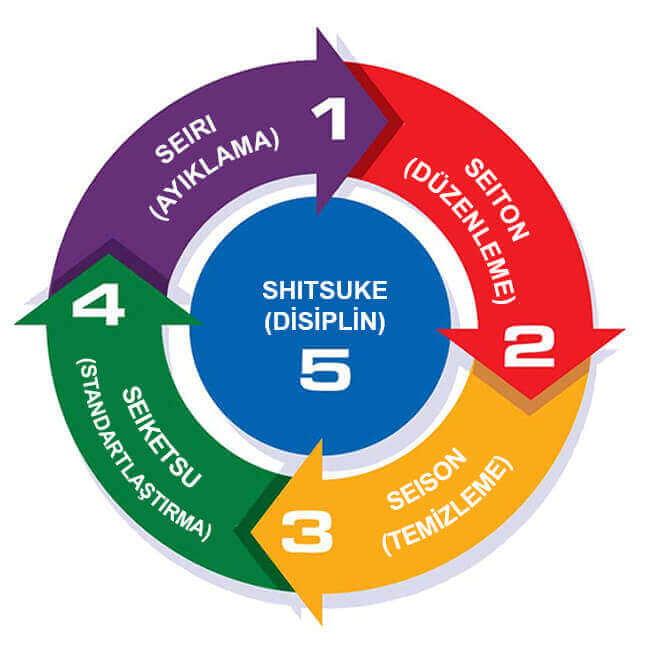 SEIRI
(AYIKLAMA)
1
SEITON
(DÜZENLEME)
2
SEISON
(TEMİZLEME)
3
SEIKETSU
(STANDARTLAŞTIRMA)
4
SHITSUKE
(DİSİPLİN)
5